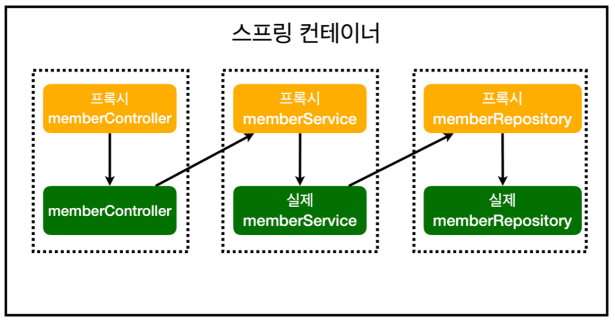 스프링 컨테이너
프록시
memberController
프록시
memberService
프록시
memberRepository
memberController
실제
memberService
실제
memberRepository